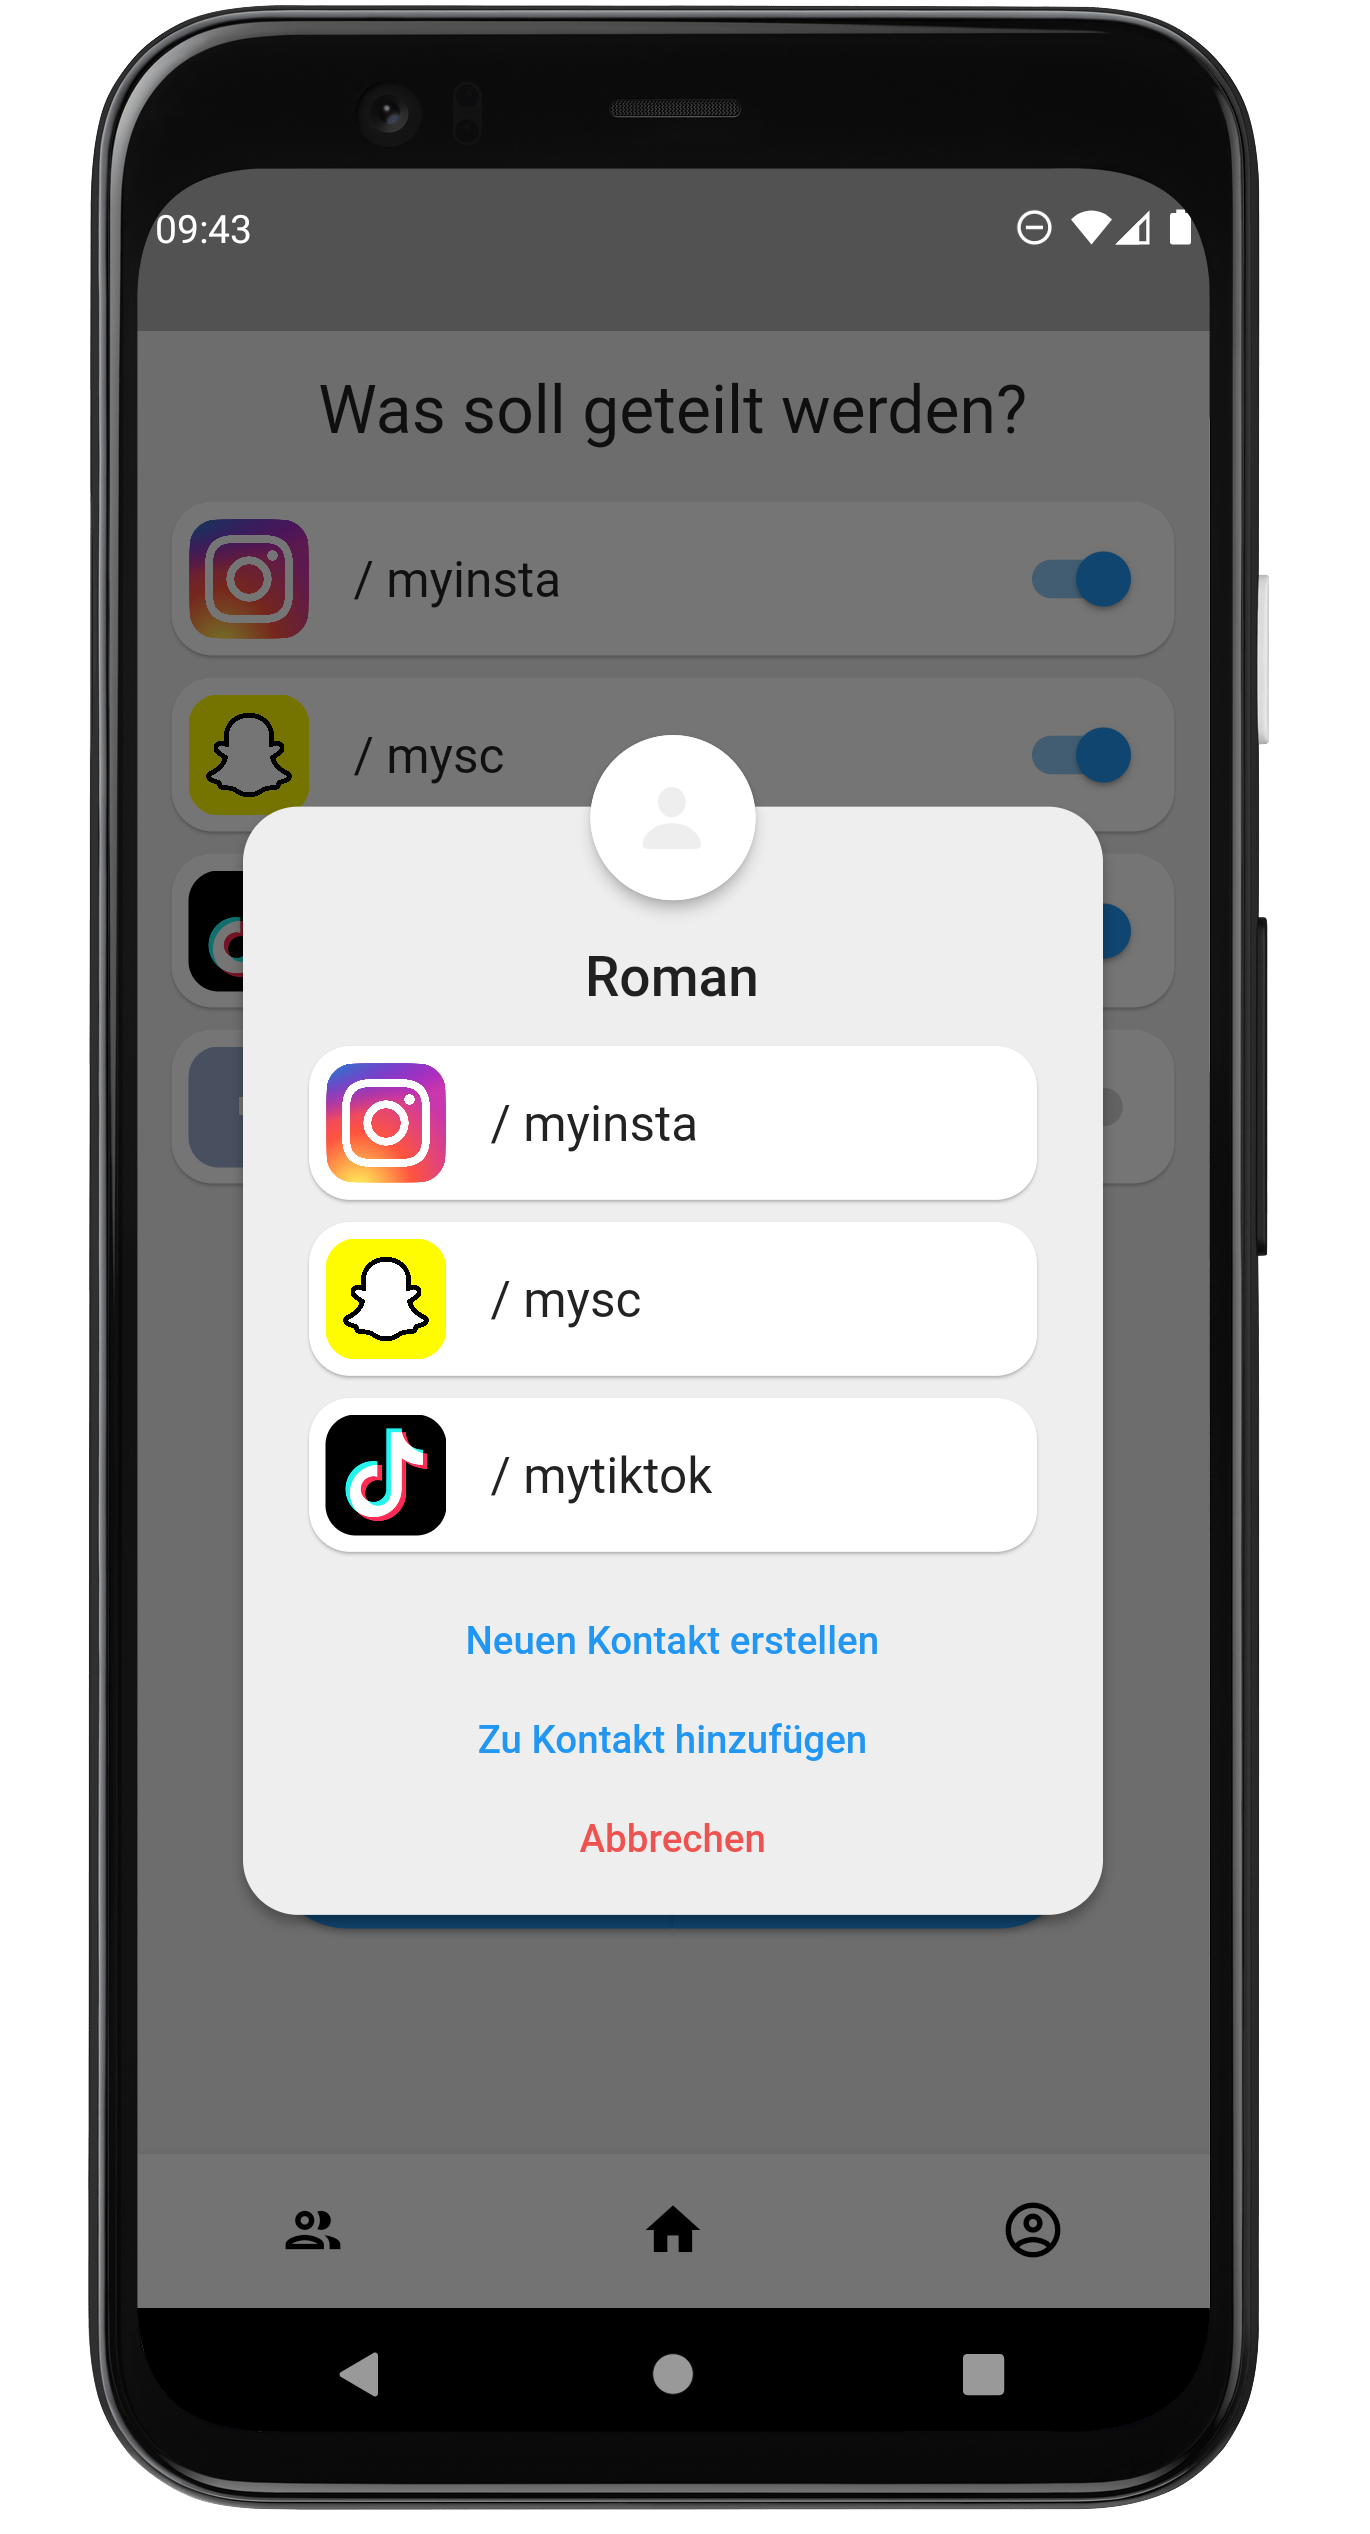 09:43
Was soll geteilt werden?
/ myinsta
/ mysc
Roman
/ myinsta
/ mysc
/ mytiktok
Neuen Kontakt erstellen
Zu Kontakt hinzufügen
Abbrechen